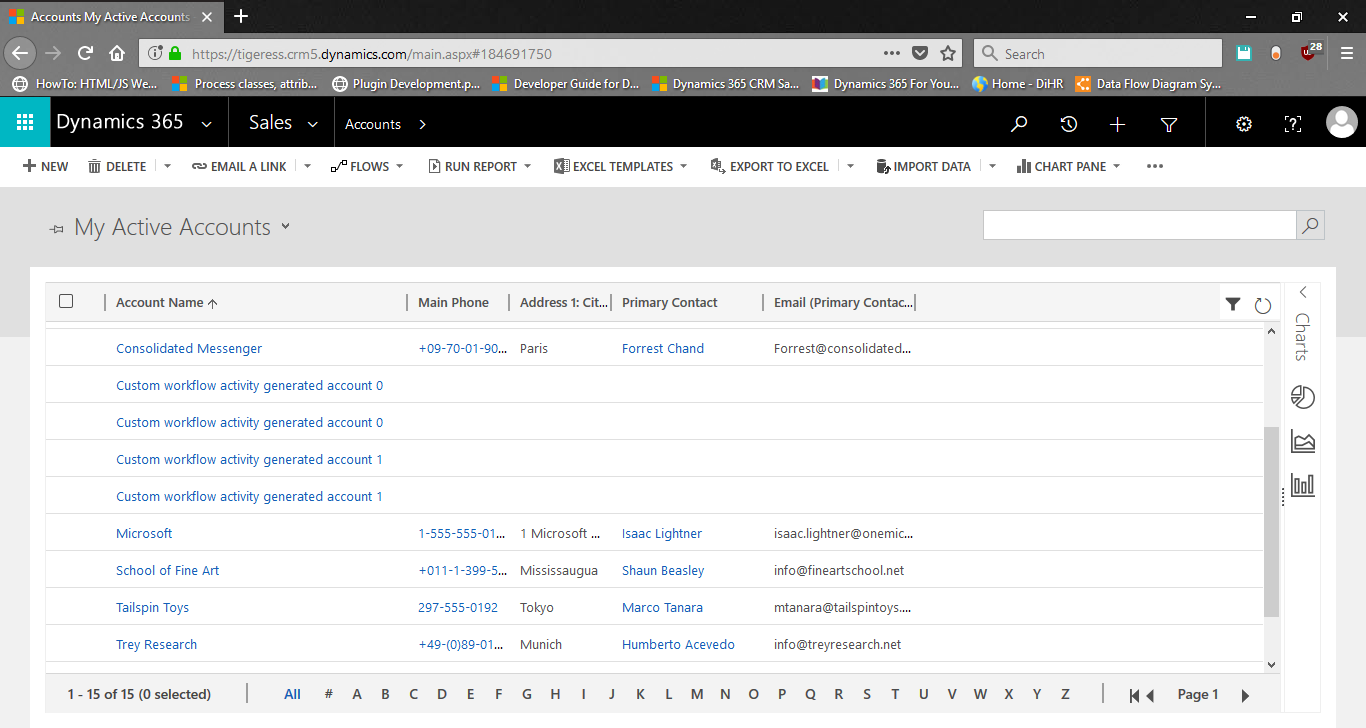 Accounts My Active Accounts
https://tigeress.crm5.dynamics.com/main.aspx#184691750
Search
28
HowTo: HTML/JS We...
Process classes, attrib...
Plugin Development.p...
Developer Guide for D...
Dynamics 365 CRM Sa...
Dynamics 365 For You...
Home - DiHR
Data Flow Diagram Sy...
Dynamics 365
Sales
Accounts
NEW
DELETE
EMAIL A LINK
FLOWS
RUN REPORT
EXCEL TEMPLATES
EXPORT TO EXCEL
IMPORT DATA
CHART PANE
My Active Accounts
Account Name Main Phone Address 1: Cit... Primary Contact Email (Primary Contac...
Charts
Consolidated Messenger +09-70-01-90... Paris Forrest Chand Forrest@consolidated...
Custom workflow activity generated account 0
Custom workflow activity generated account 0
Custom workflow activity generated account 1
Custom workflow activity generated account 1
Microsoft 1-555-555-01... 1 Microsoft ... Isaac Lightner isaac.lightner@onemic...
School of Fine Art +011-1-399-5... Mississaugua Shaun Beasley info@fineartschool.net
Tailspin Toys 297-555-0192 Tokyo Marco Tanara mtanara@tailspintoys....
Trey Research +49-(0)89-01... Munich Humberto Acevedo info@treyresearch.net
1 - 15 of 15 (0 selected) All # A B C D E F G H I J K L M N O P Q R S T U V W X Y Z Page 1